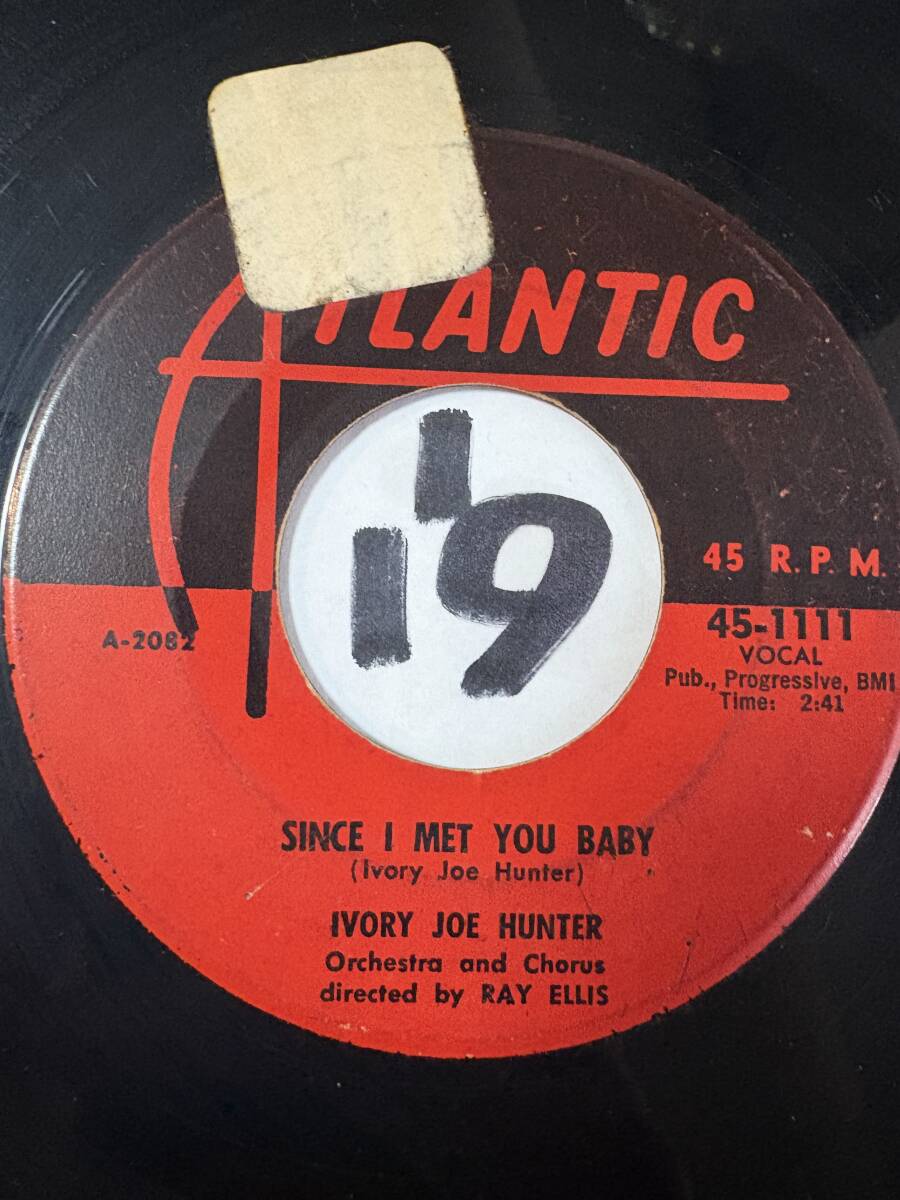 ATLANTIC
1
19
45 R.P.M.
A-2082
45-1111
VOCAL
Pub., Progressive, BMI
Time: 2:41
SINCE I MET YOU BABY
(Ivory Joe Hunter)
IVORY JOE HUNTER
Orchestra and Chorus
directed by RAY ELLIS